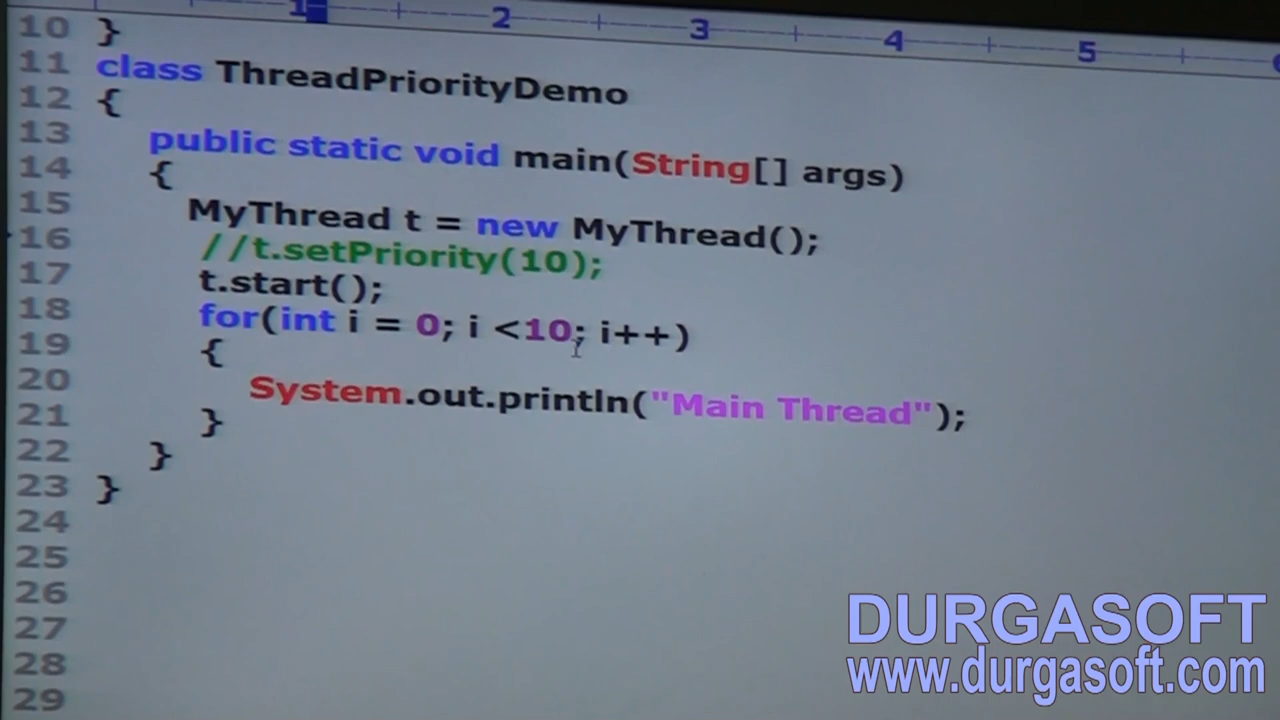 1 2 3 4 5
10 }
11 class ThreadPriorityDemo
12 {
13 public static void main(String[] args)
14 {
15 MyThread t = new MyThread();
16 //t.setPriority(10);
17 t.start();
18 for(int i = 0; i <10; i++)
19 {
20 System.out.println("Main Thread");
21 }
22 }
23 }
24
25
26
27
28
29
DURGASOFT
www.durgasoft.com